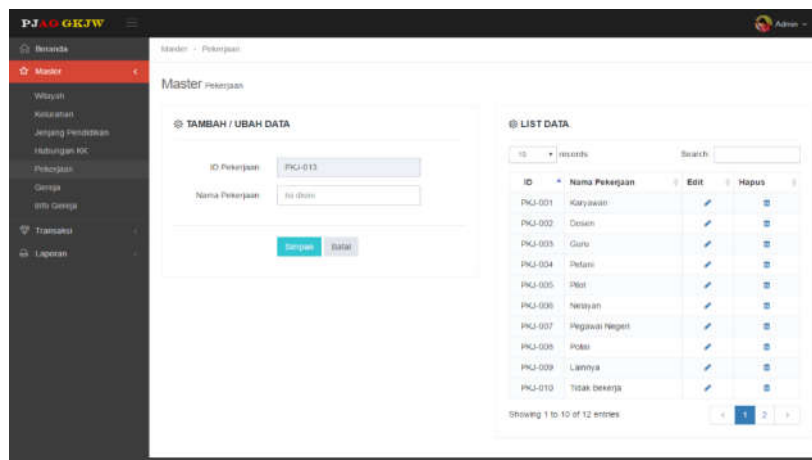 PJAG GKJW
Admin
Beranda
Master
Wilayah
Kelurahan
Jenjang Pendidikan
Hubungan KK
Pekerjaan
Gereja
Info Gereja
Transaksi
Laporan
Master › Pekerjaan
Master Pekerjaan
TAMBAH / UBAH DATA
ID Pekerjaan PKJ-013
Nama Pekerjaan
Simpan Batal
LIST DATA
10 records Search:
ID Nama Pekerjaan Edit Hapus
PKJ-001 Karyawan
PKJ-002 Dosen
PKJ-003 Guru
PKJ-004 Petani
PKJ-005 Pilot
PKJ-006 Nelayan
PKJ-007 Pegawai Negeri
PKJ-008 Polisi
PKJ-009 Lainnya
PKJ-010 Tidak bekerja
Showing 1 to 10 of 12 entries
‹ 1 2 ›